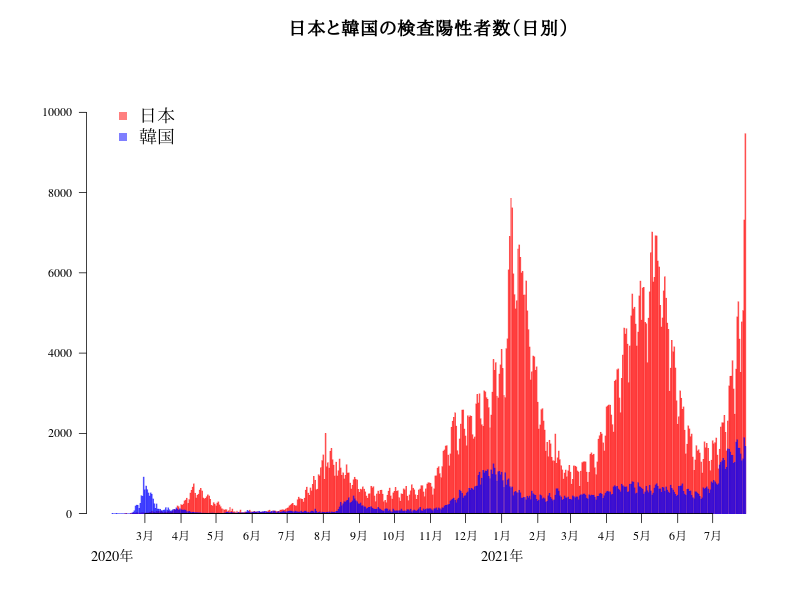 日本と韓国の検査陽性者数（日別）
日本
韓国
10000
8000
6000
4000
2000
0
3月 4月 5月 6月 7月 8月 9月 10月 11月 12月 1月 2月 3月 4月 5月 6月 7月
2020年 2021年